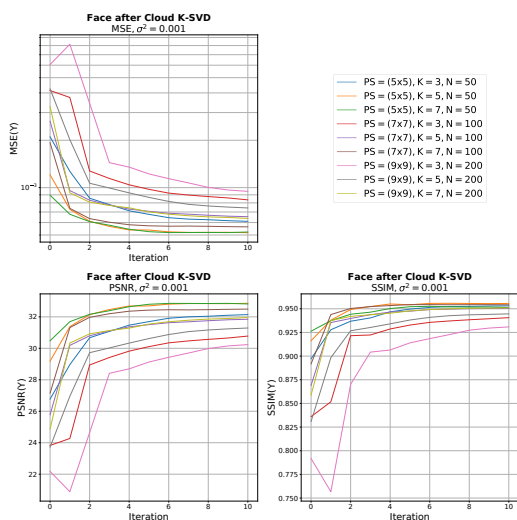 Face after Cloud K-SVD
MSE, σ² = 0.001
MSE(Y)
10⁻³
0 2 4 6 8 10
Iteration
PS = (5x5), K = 3, N = 50
PS = (5x5), K = 5, N = 50
PS = (5x5), K = 7, N = 50
PS = (7x7), K = 3, N = 100
PS = (7x7), K = 5, N = 100
PS = (7x7), K = 7, N = 100
PS = (9x9), K = 3, N = 200
PS = (9x9), K = 5, N = 200
PS = (9x9), K = 7, N = 200
Face after Cloud K-SVD
PSNR, σ² = 0.001
PSNR(Y)
32
30
28
26
24
22
0 2 4 6 8 10
Iteration
Face after Cloud K-SVD
SSIM, σ² = 0.001
SSIM(Y)
0.950
0.925
0.900
0.875
0.850
0.825
0.800
0.775
0.750
0 2 4 6 8 10
Iteration